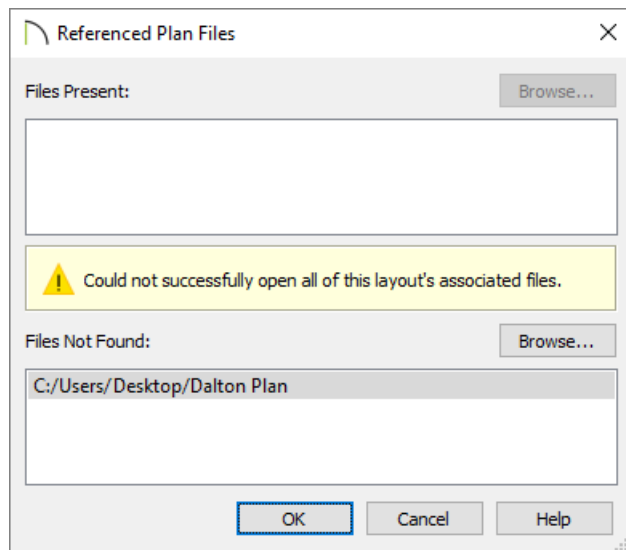 Referenced Plan Files
Files Present:
Browse...
Could not successfully open all of this layout's associated files.
Files Not Found:
Browse...
C:/Users/Desktop/Dalton Plan
OK
Cancel
Help